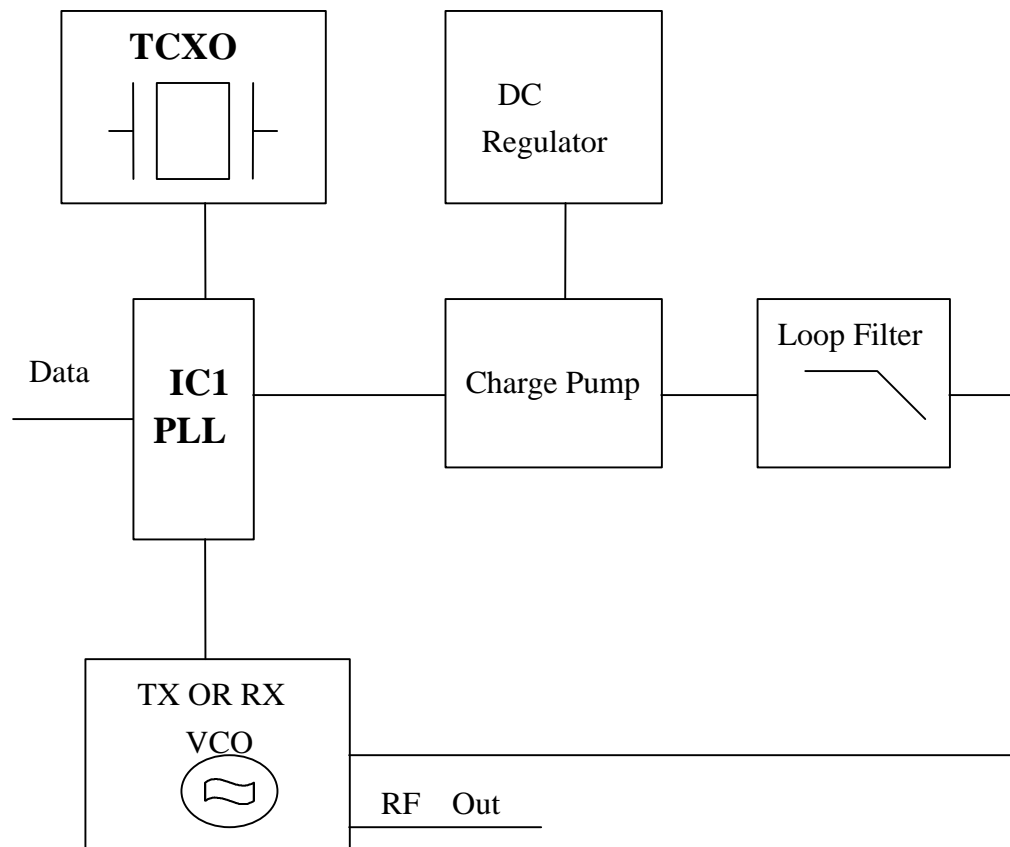 TCXO
DC
Regulator
Data
IC1
PLL
Charge Pump
Loop Filter
TX OR RX
VCO
RF Out